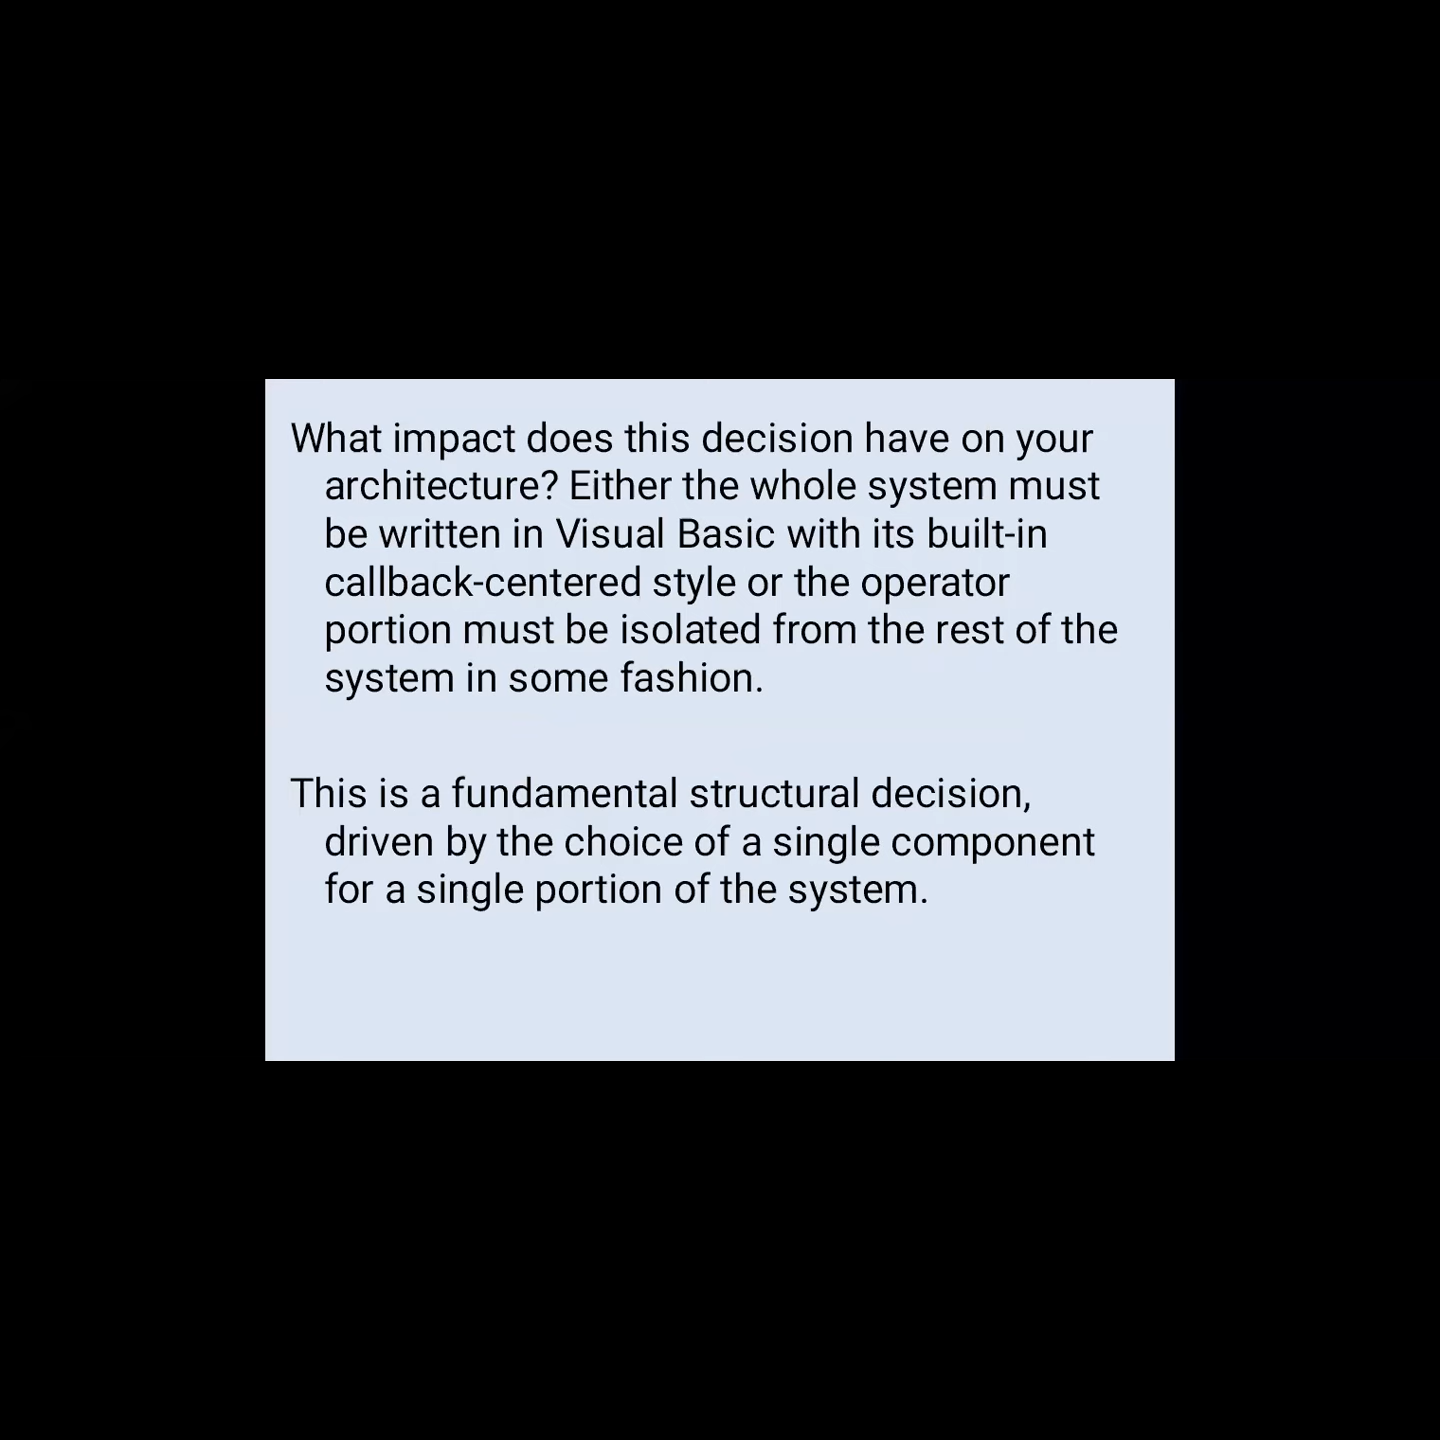 What impact does this decision have on your
architecture? Either the whole system must
be written in Visual Basic with its built-in
callback-centered style or the operator
portion must be isolated from the rest of the
system in some fashion.
This is a fundamental structural decision,
driven by the choice of a single component
for a single portion of the system.